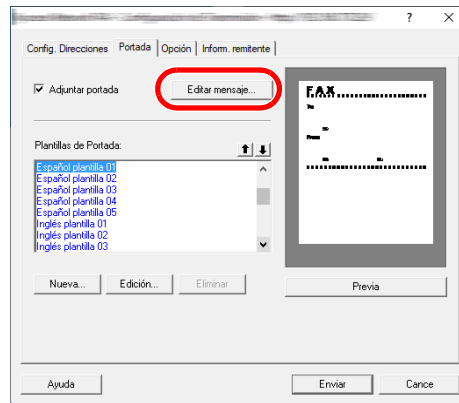 ?
Config. Direcciones Portada Opción Inform. remitente
Adjuntar portada Editar mensaje...
FAX
Plantillas de Portada:
Español plantilla 01
Español plantilla 02
Español plantilla 03
Español plantilla 04
Español plantilla 05
Inglés plantilla 01
Inglés plantilla 02
Inglés plantilla 03
Nueva... Edición... Eliminar Previa
Ayuda Enviar Cance